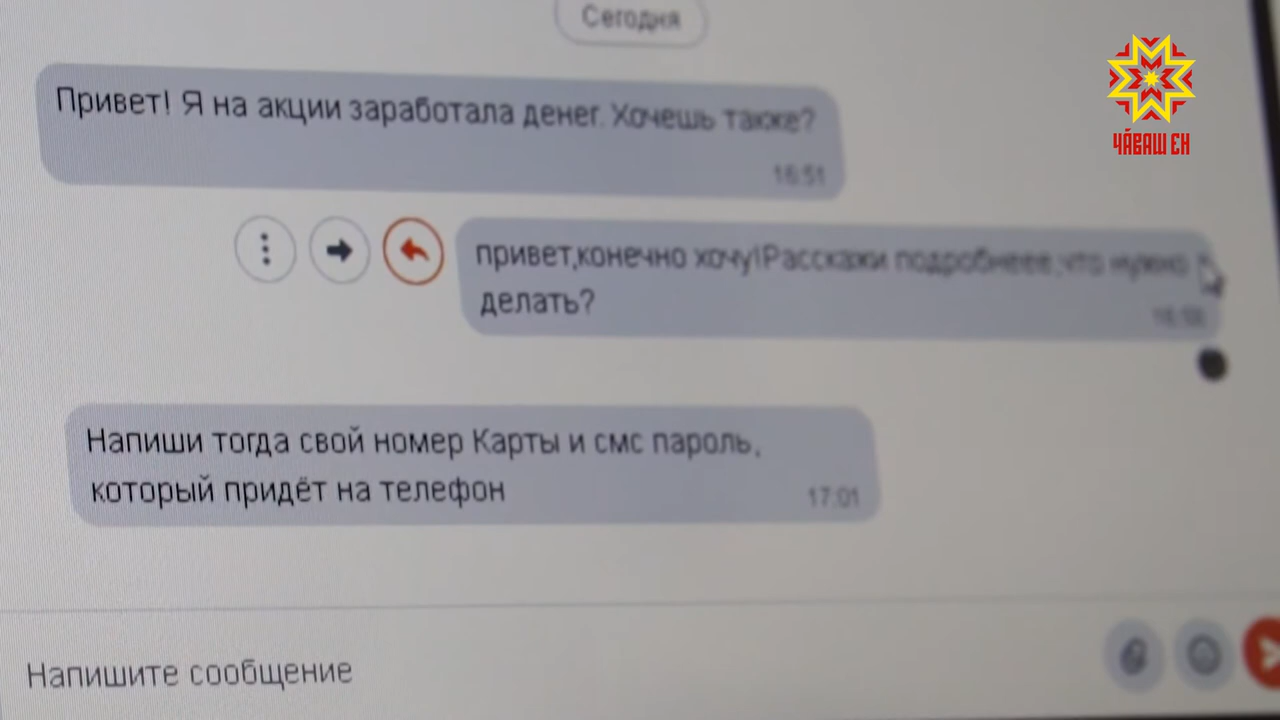 Сегодня
ЧӐВАШ ЕН
Привет! Я на акции заработала денег. Хочешь также?
16:51
привет,конечно хочу!Расскажи подробнеее,что нужно
делать?
Напиши тогда свой номер Карты и смс пароль,
который придёт на телефон
17:01
Напишите сообщение